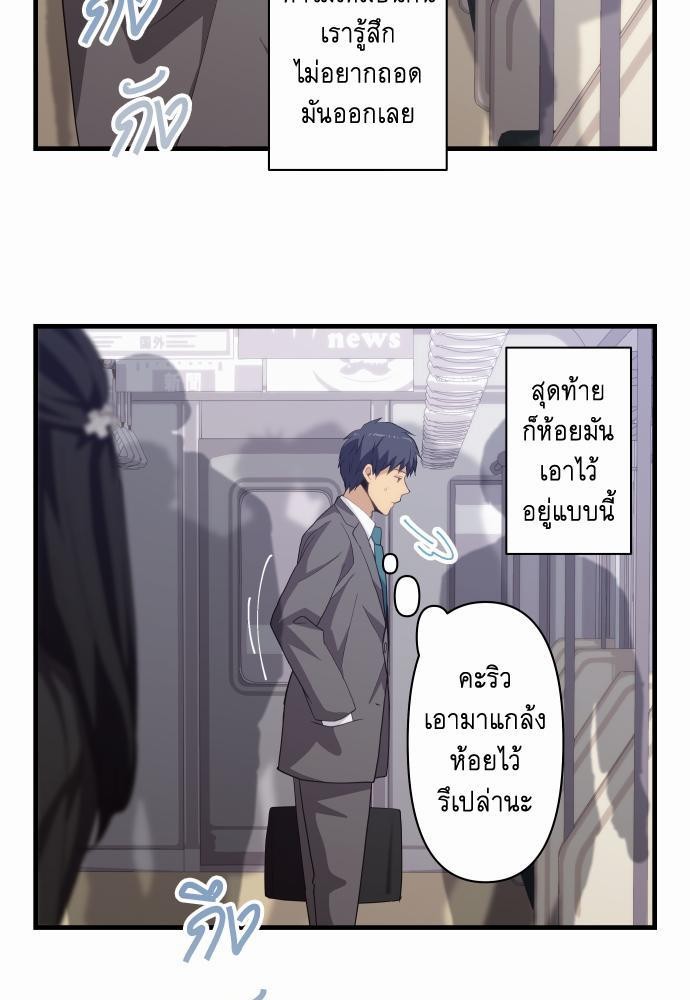 กึง
กัง
เรารู้สึก
ไม่อยากถอด
มันออกเลย
news
国外
新聞
สุดท้าย
ก็ห้อยมัน
เอาไว้
อยู่แบบนี้
คะริว
เอามาแกล้ง
ห้อยไว้
รึเปล่านะ
กึง